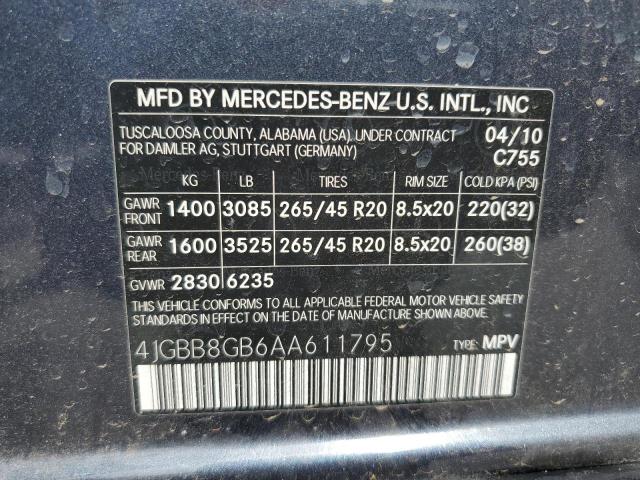 MFD BY MERCEDES-BENZ U.S. INTL., INC
TUSCALOOSA COUNTY, ALABAMA (USA) UNDER CONTRACT 04/10
FOR DAIMLER AG, STUTTGART (GERMANY) C755
KG LB TIRES RIM SIZE COLD KPA (PSI)
GAWR FRONT 1400 3085 265/45 R20 8.5x20 220(32)
GAWR REAR 1600 3525 265/45 R20 8.5x20 260(38)
GVWR 2830 6235
THIS VEHICLE CONFORMS TO ALL APPLICABLE FEDERAL MOTOR VEHICLE SAFETY
STANDARDS IN EFFECT ON THE DATE OF MANUFACTURE SHOWN ABOVE.
4JGBB8GB6AA611795 TYPE: MPV